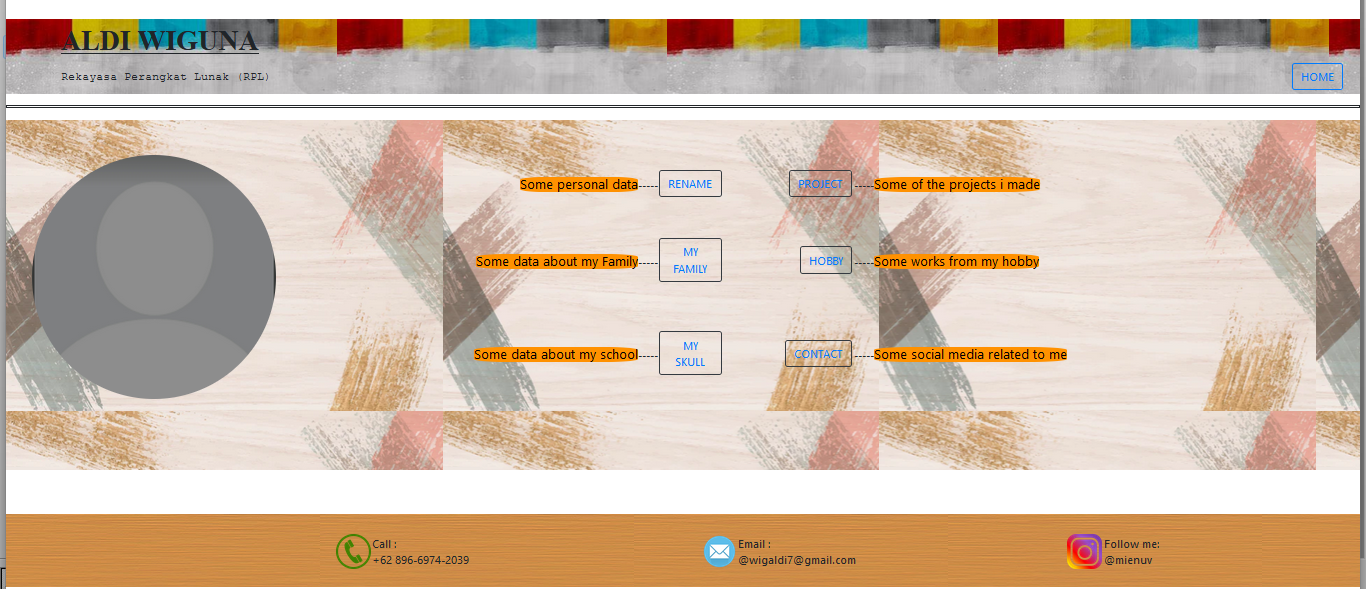 ALDI WIGUNA
Rekayasa Perangkat Lunak (RPL)
HOME
Some personal data------ RENAME
PROJECT ------Some of the projects i made
Some data about my Family------ MY
FAMILY
HOBBY ------Some works from my hobby
Some data about my school------ MY
SKULL
CONTACT ------Some social media related to me
Call :
+62 896-6974-2039
Email :
@wigaldi7@gmail.com
Follow me:
@mienuv